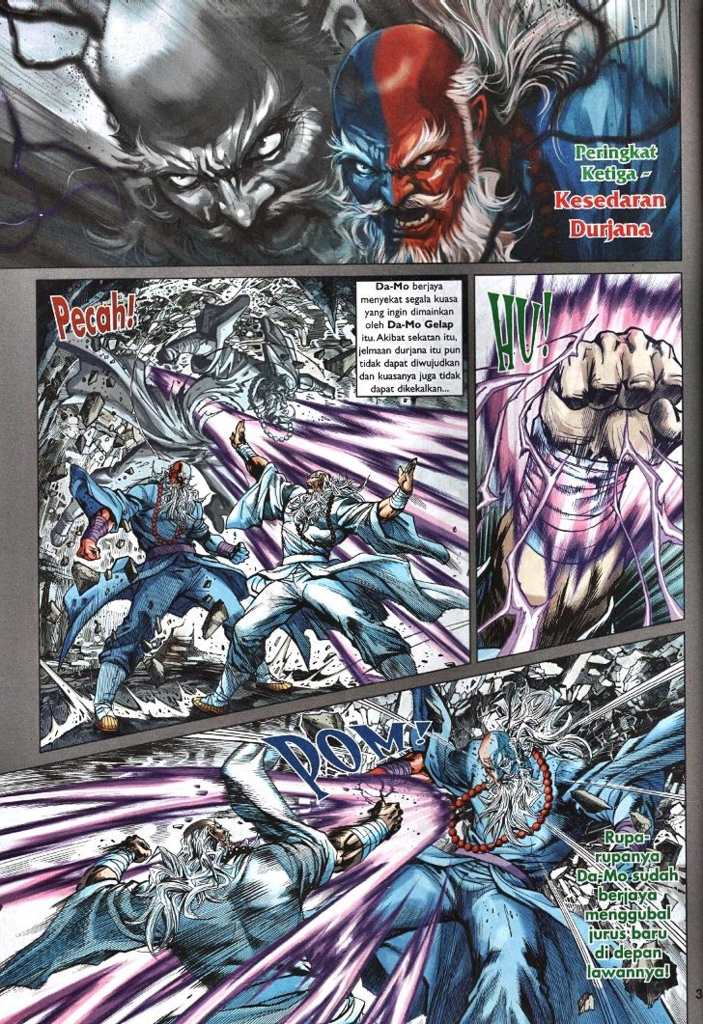 Peringkat
Ketiga -
Kesedaran
Durjana
Pecah!
Da-Mo berjaya
menyekat segala kuasa
yang ingin dimainkan
oleh Da-Mo Gelap
itu. Akibat sekatan itu,
jelmaan durjana itu pun
tidak dapat diwujudkan
dan kuasanya juga tidak
dapat dikekalkan...
HU!
POM!
Rupa-
rupanya
Da-Mo sudah
berjaya
menggubal
jurus baru
di depan
lawannya!
3